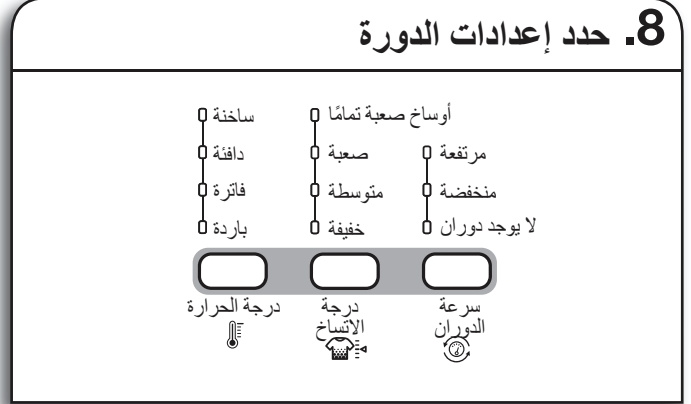 8. حدد إعدادات الدورة
أوساخ صعبة تمامًا ساخنة
مرتفعة صعبة دافئة
منخفضة متوسطة فاترة
لا يوجد دوران خفيفة باردة
سرعة الدوران
درجة الاتساخ
درجة الحرارة